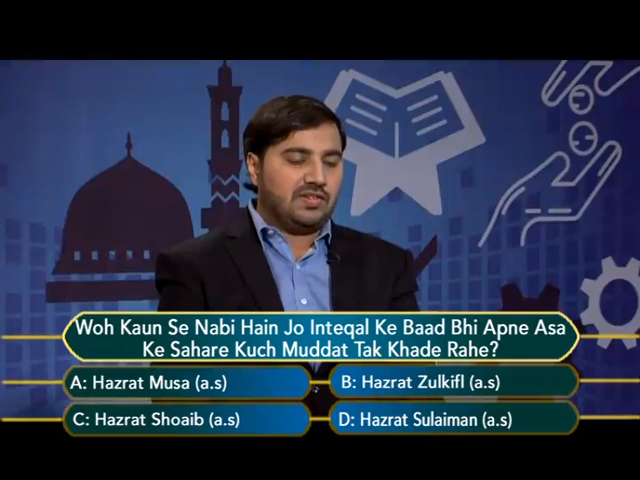 Woh Kaun Se Nabi Hain Jo Inteqal Ke Baad Bhi Apne Asa
Ke Sahare Kuch Muddat Tak Khade Rahe?
A: Hazrat Musa (a.s)
B: Hazrat Zulkifl (a.s)
C: Hazrat Shoaib (a.s)
D: Hazrat Sulaiman (a.s)